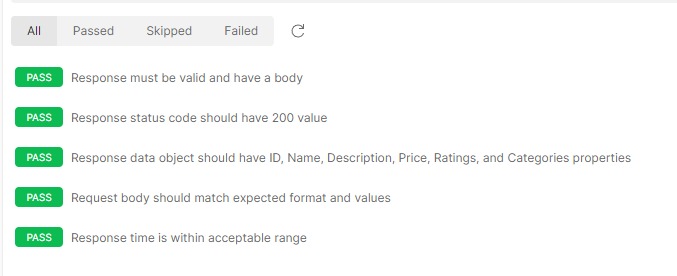 All Passed Skipped Failed
PASS Response must be valid and have a body
PASS Response status code should have 200 value
PASS Response data object should have ID, Name, Description, Price, Ratings, and Categories properties
PASS Request body should match expected format and values
PASS Response time is within acceptable range